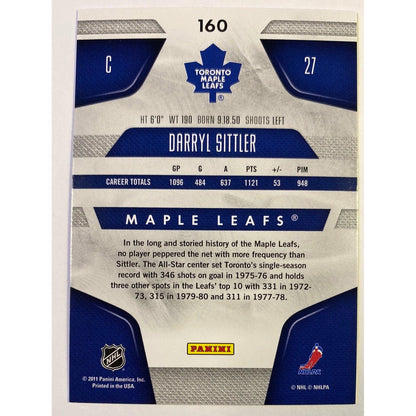 160
C
TORONTO
MAPLE
LEAFS
®
27
HT 6'0" WT 190 BORN 9.18.50 SHOOTS LEFT
DARRYL SITTLER
GP G A PTS +/- PIM
CAREER TOTALS 1096 484 637 1121 53 948
MAPLE LEAFS®
In the long and storied history of the Maple Leafs,
no player peppered the net with more frequency than
Sittler. The All-Star center set Toronto's single-season
record with 346 shots on goal in 1975-76 and holds
three other spots in the Leafs' top 10 with 331 in 1972-
73, 315 in 1979-80 and 311 in 1977-78.
NHL
PANINI
NHLPA
© 2011 Panini America, Inc.
Printed in the USA.
© NHL © NHLPA